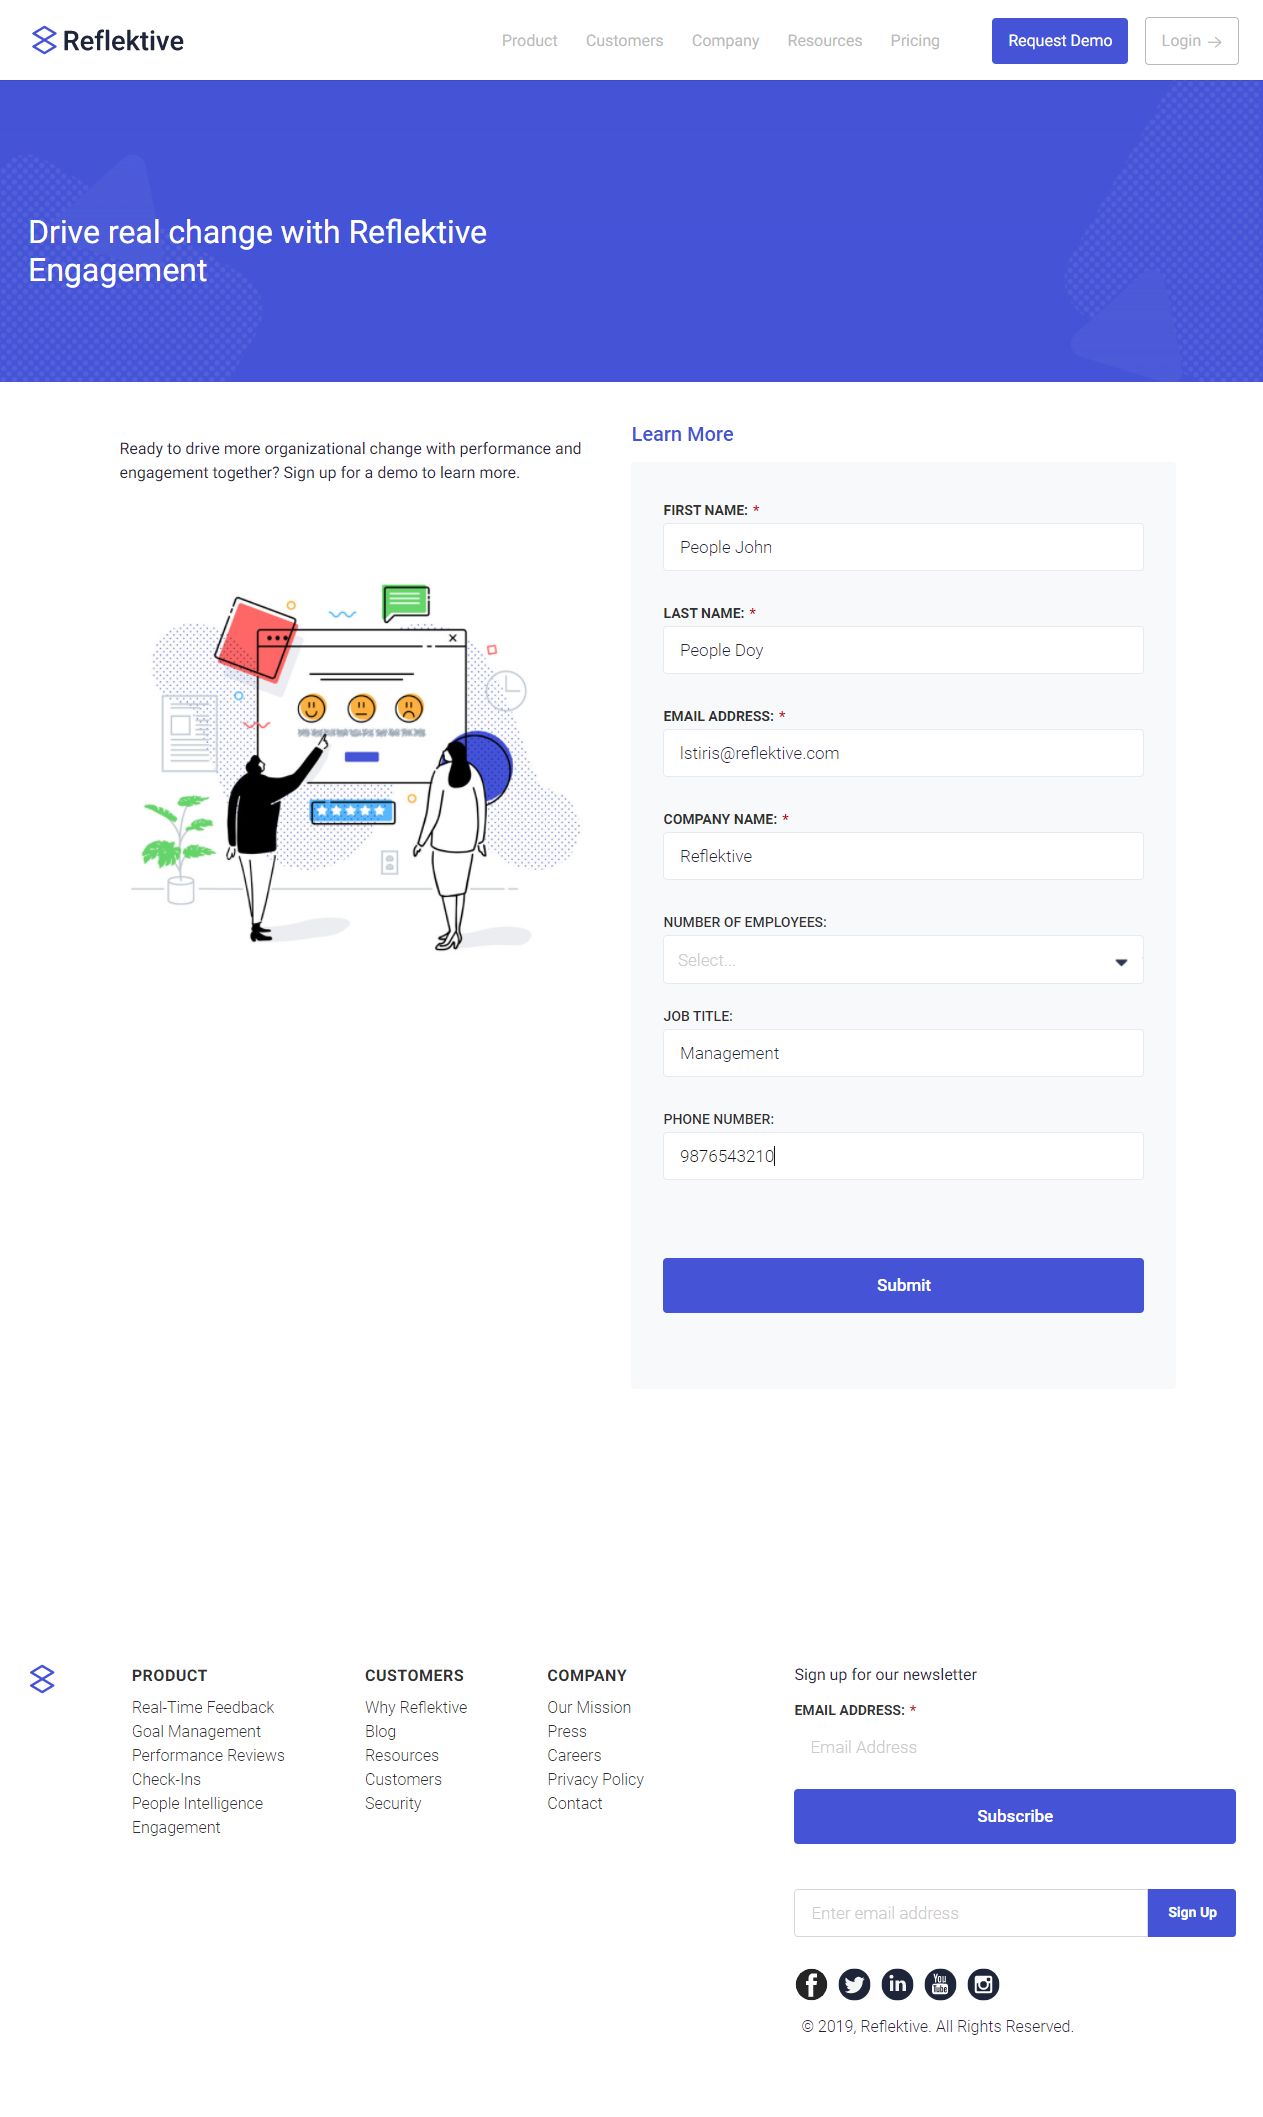 Reflektive
Product
Customers
Company
Resources
Pricing
Request Demo
Login →
Drive real change with Reflektive
Engagement
Ready to drive more organizational change with performance and
engagement together? Sign up for a demo to learn more.
Learn More
FIRST NAME: *
People John
LAST NAME: *
People Doy
EMAIL ADDRESS: *
lstiris@reflektive.com
COMPANY NAME: *
Reflektive
NUMBER OF EMPLOYEES:
Select...
JOB TITLE:
Management
PHONE NUMBER:
9876543210
Submit
PRODUCT
Real-Time Feedback
Goal Management
Performance Reviews
Check-Ins
People Intelligence
Engagement
CUSTOMERS
Why Reflektive
Blog
Resources
Customers
Security
COMPANY
Our Mission
Press
Careers
Privacy Policy
Contact
Sign up for our newsletter
EMAIL ADDRESS: *
Email Address
Subscribe
Enter email address
Sign Up
You
Tube
© 2019, Reflektive. All Rights Reserved.